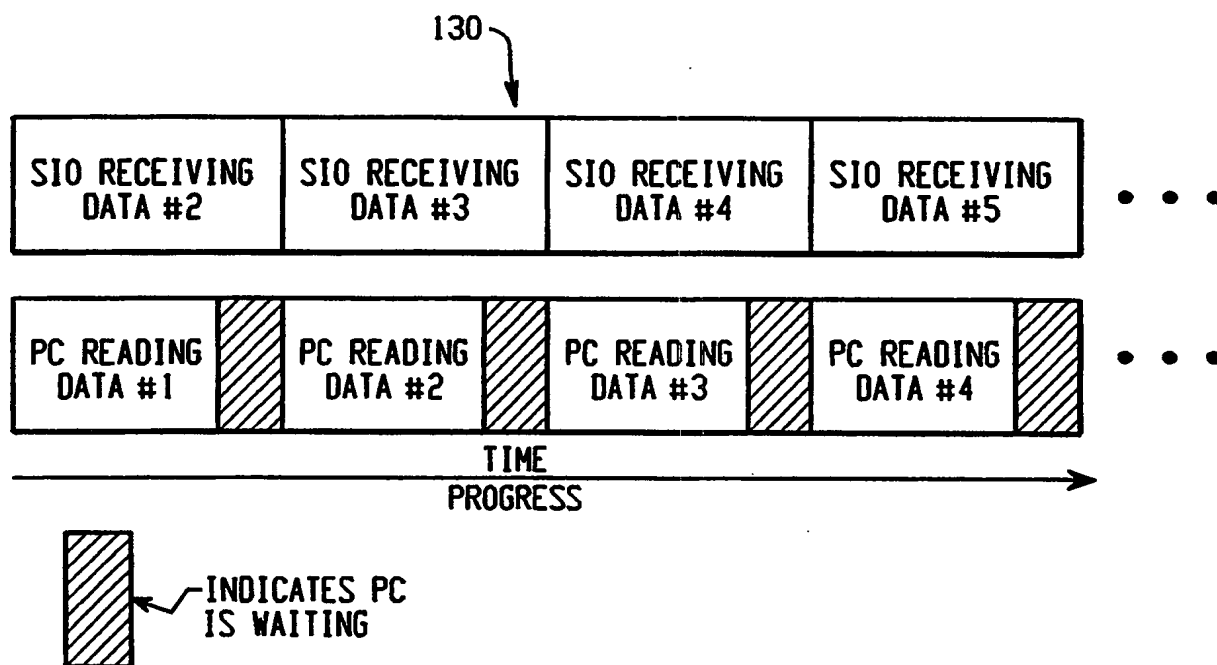 130
SIO RECEIVING
DATA #2
SIO RECEIVING
DATA #3
SIO RECEIVING
DATA #4
SIO RECEIVING
DATA #5
PC READING
DATA #1
PC READING
DATA #2
PC READING
DATA #3
PC READING
DATA #4
TIME
PROGRESS
INDICATES PC
IS WAITING